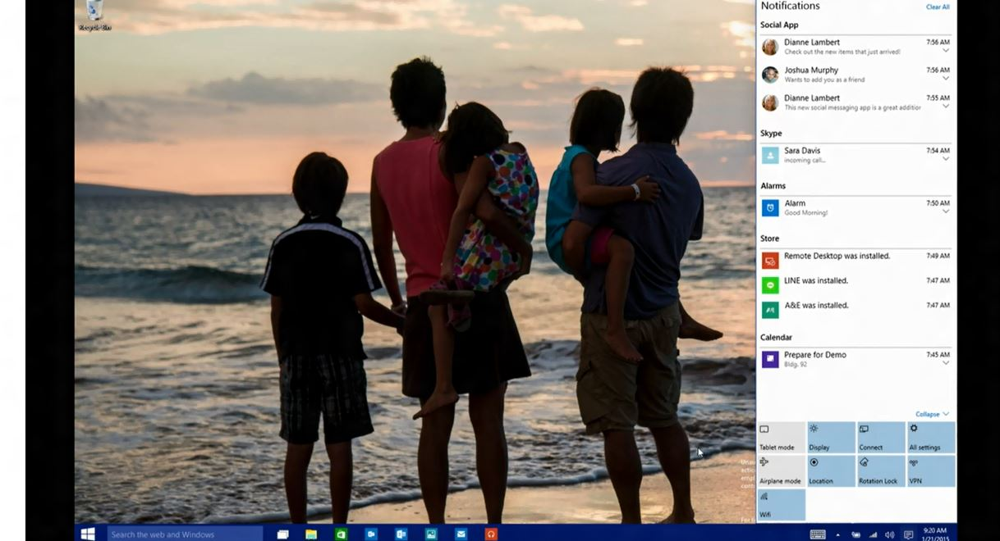 Recycle Bin
Notifications
Clear All
Social App
Dianne Lambert
7:56 AM
Check out the new items that just arrived!
Joshua Murphy
7:56 AM
Wants to add you as a friend
Dianne Lambert
7:55 AM
This new social messaging app is a great addition
Skype
Sara Davis
7:54 AM
incoming call...
Alarms
Alarm
7:50 AM
Good Morning!
Store
Remote Desktop was installed.
7:49 AM
LINE was installed.
7:47 AM
A&E was installed.
7:47 AM
Calendar
Prepare for Demo
7:45 AM
Bldg. 92
Collapse
Tablet mode
Display
Connect
All settings
Airplane mode
Location
Rotation Lock
VPN
Wifi
Search the web and Windows
9:20 AM
1/21/2015